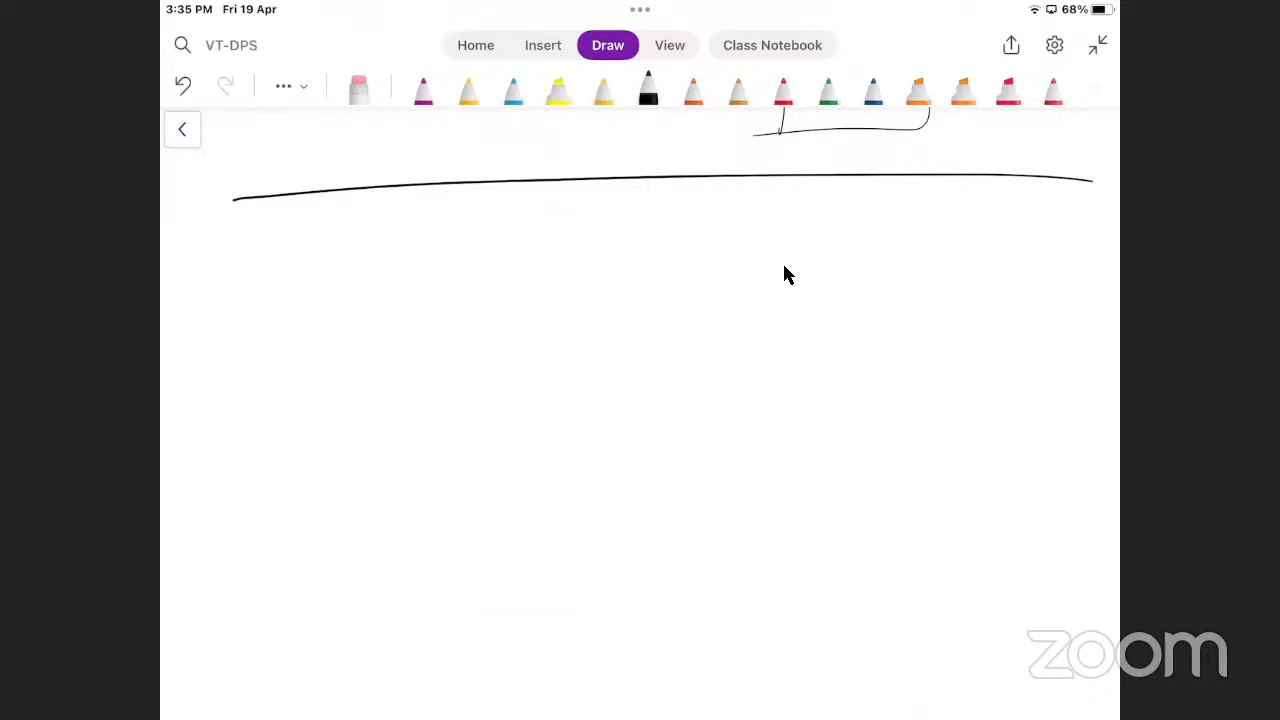 3:35 PM Fri 19 Apr
68%
VT-DPS
Home Insert Draw View Class Notebook
zoom